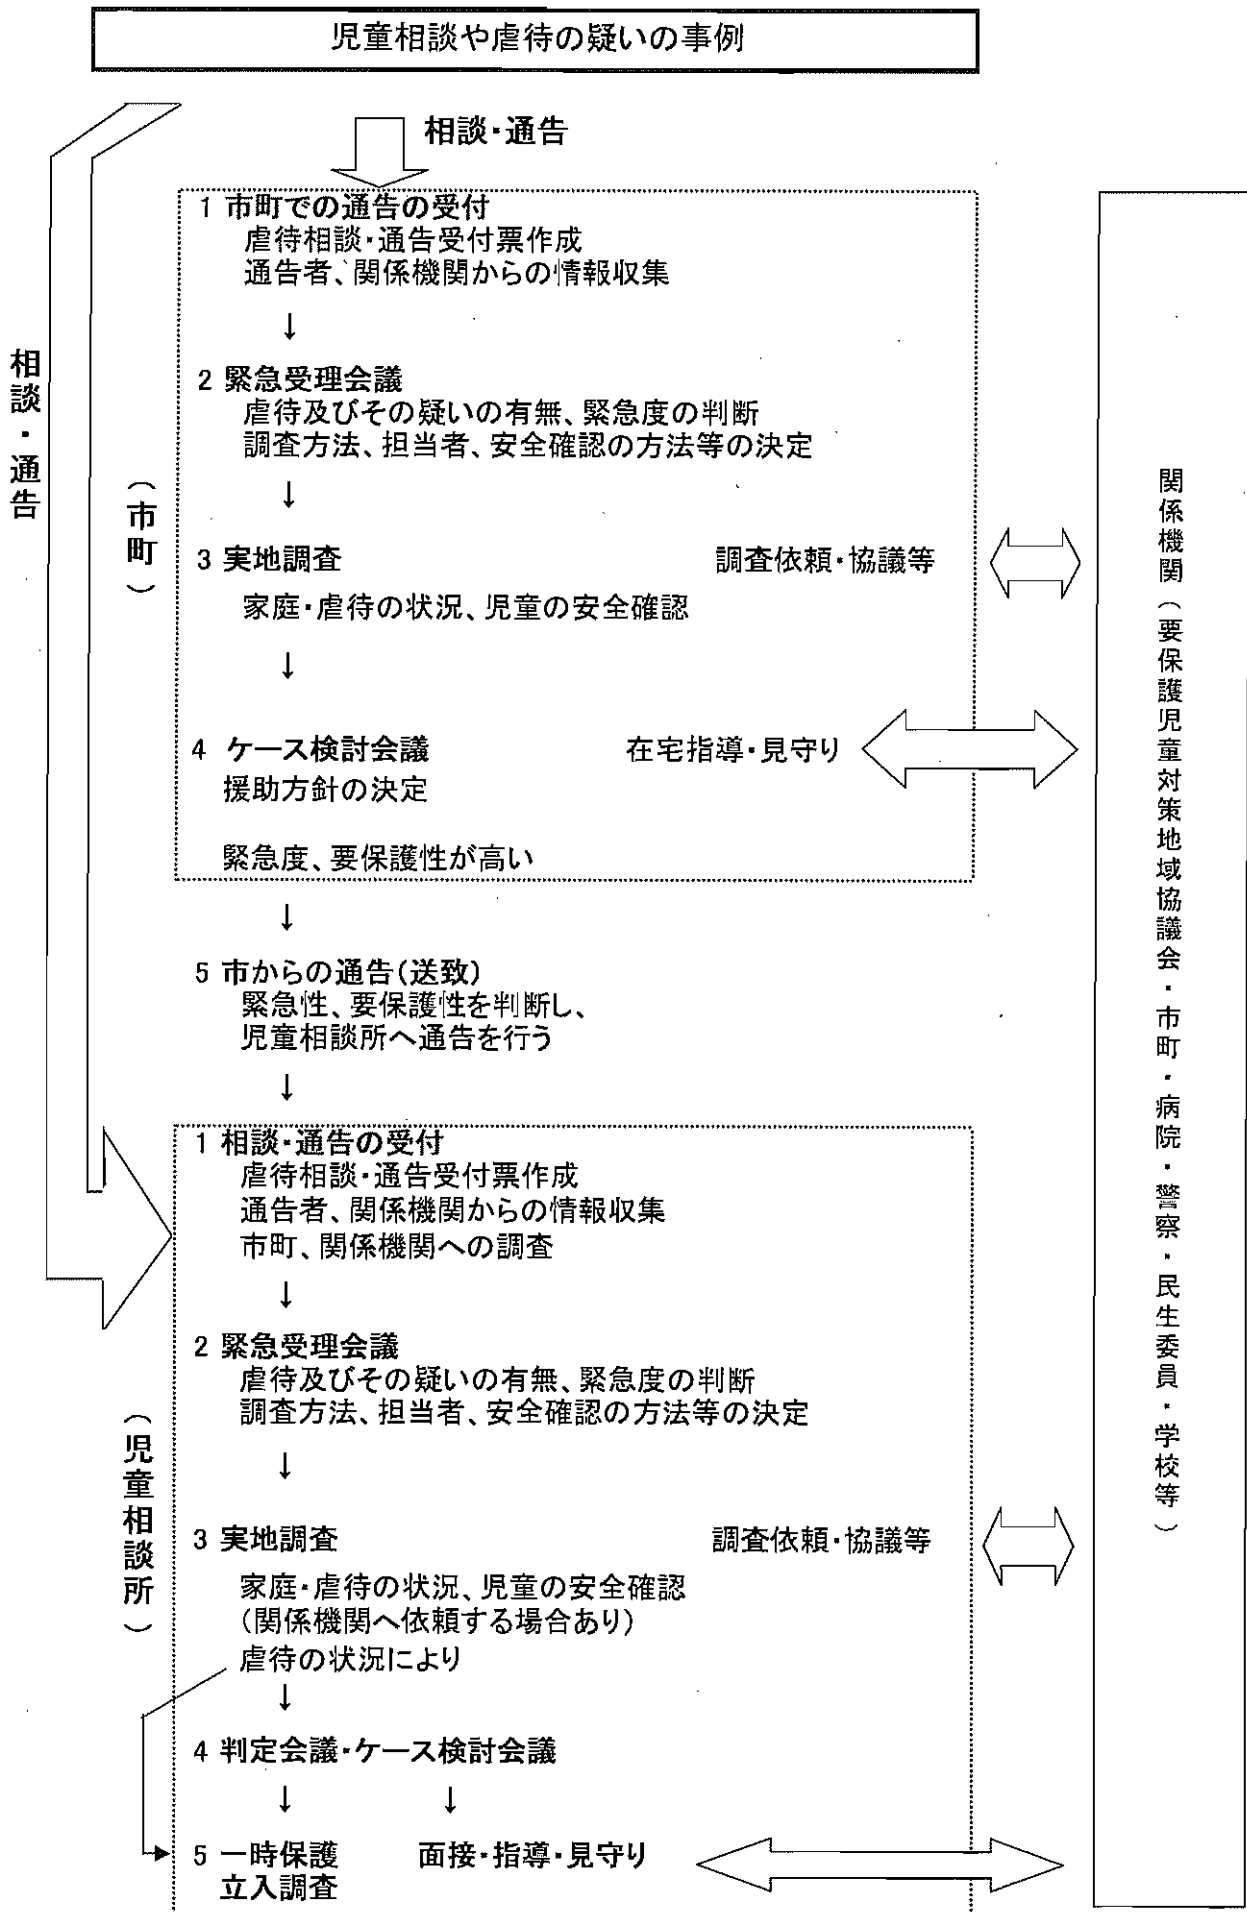 児童相談や虐待の疑いの事例
相談・通告
相談・通告
（市町）
1 市町での通告の受付
虐待相談・通告受付票作成
通告者、関係機関からの情報収集
↓
2 緊急受理会議
虐待及びその疑いの有無、緊急度の判断
調査方法、担当者、安全確認の方法等の決定
↓
3 実地調査 調査依頼・協議等
家庭・虐待の状況、児童の安全確認
↓
4 ケース検討会議 在宅指導・見守り
援助方針の決定
緊急度、要保護性が高い
↓
5 市からの通告(送致)
緊急性、要保護性を判断し、
児童相談所へ通告を行う
↓
（児童相談所）
1 相談・通告の受付
虐待相談・通告受付票作成
通告者、関係機関からの情報収集
市町、関係機関への調査
↓
2 緊急受理会議
虐待及びその疑いの有無、緊急度の判断
調査方法、担当者、安全確認の方法等の決定
↓
3 実地調査 調査依頼・協議等
家庭・虐待の状況、児童の安全確認
(関係機関へ依頼する場合あり)
虐待の状況により
↓
4 判定会議・ケース検討会議
↓ ↓
5 一時保護 面接・指導・見守り
立入調査
関係機関（要保護児童対策地域協議会・市町・病院・警察・民生委員・学校等）